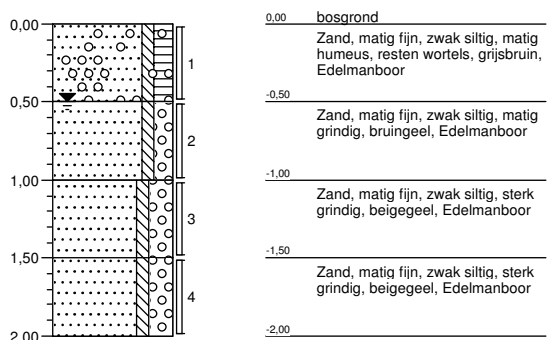 0,00
0,50
1,00
1,50
2,00
1
2
3
4
0,00 bosgrond
Zand, matig fijn, zwak siltig, matig
humeus, resten wortels, grijsbruin,
Edelmanboor
-0,50
Zand, matig fijn, zwak siltig, matig
grindig, bruingeel, Edelmanboor
-1,00
Zand, matig fijn, zwak siltig, sterk
grindig, beigegeel, Edelmanboor
-1,50
Zand, matig fijn, zwak siltig, sterk
grindig, beigegeel, Edelmanboor
-2,00